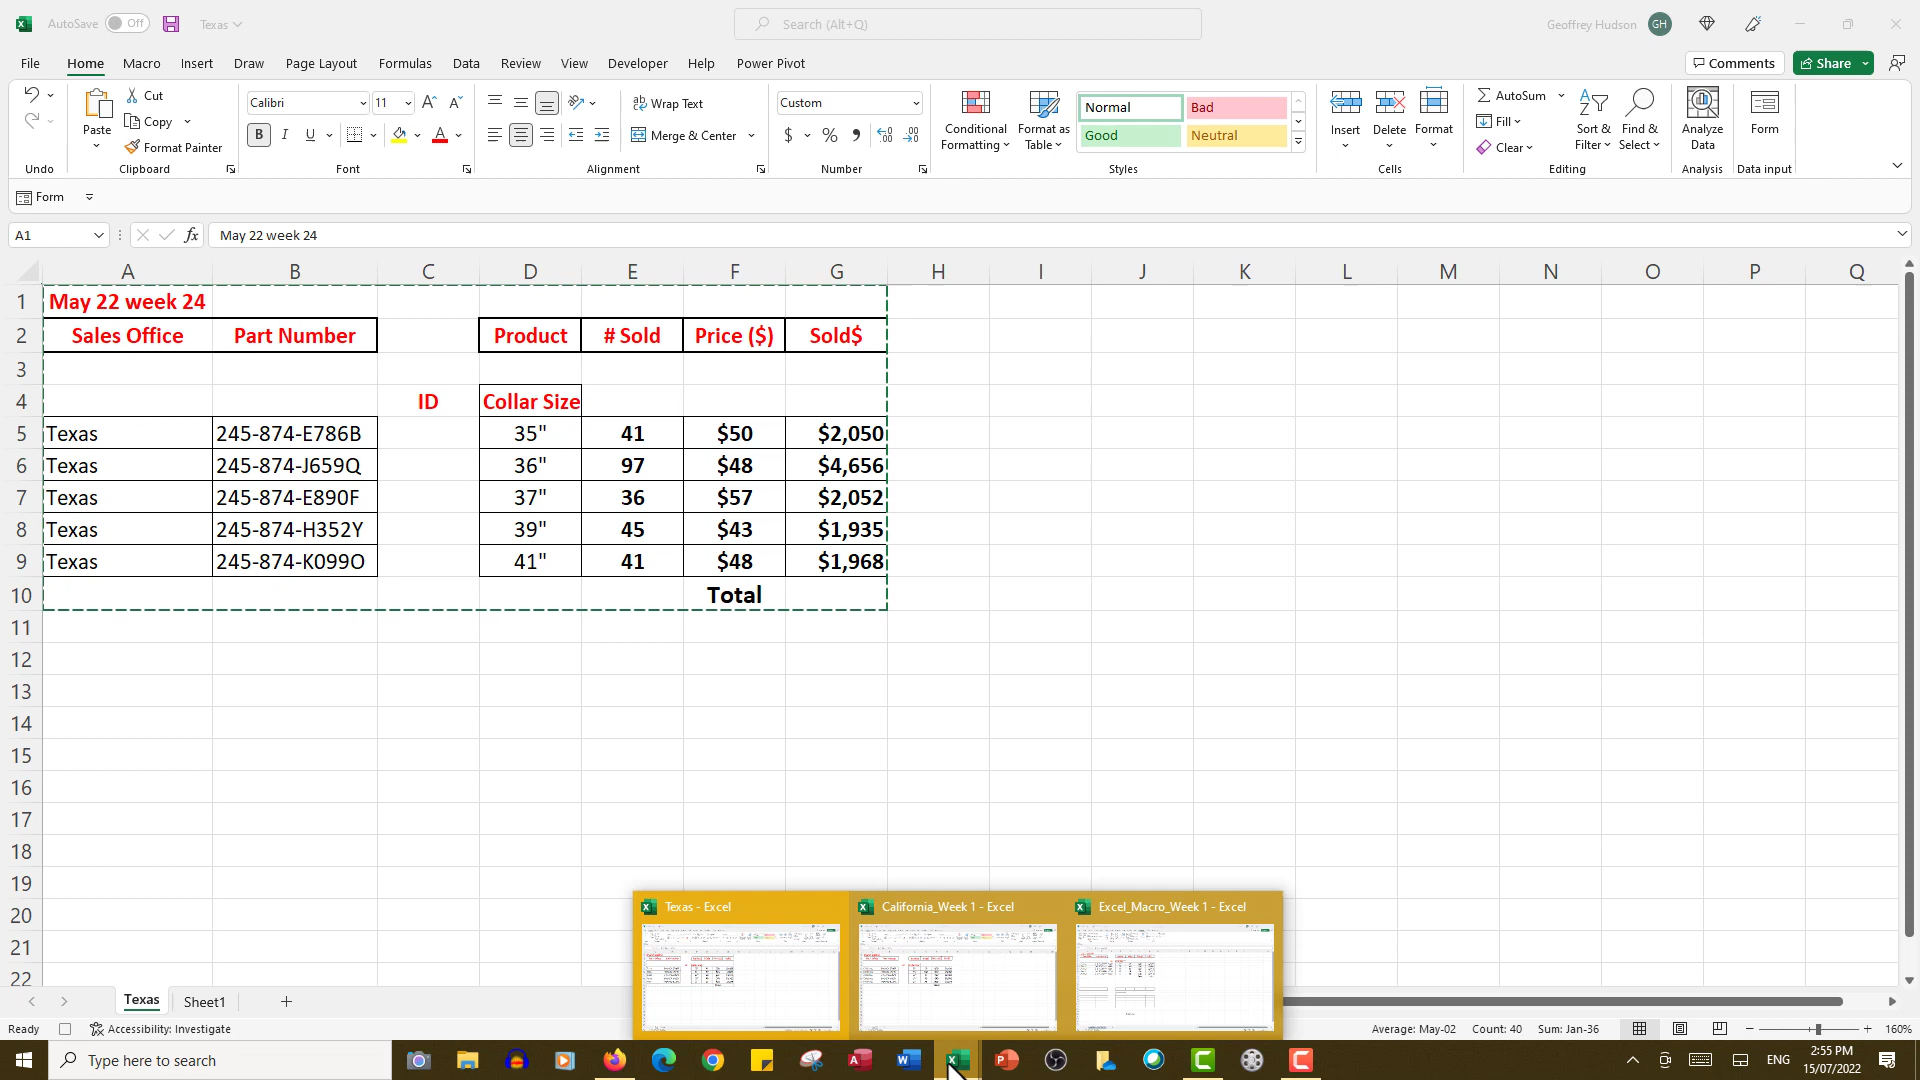 AutoSave Off Texas Search (Alt+Q) Geoffrey Hudson GH
File Home Macro Insert Draw Page Layout Formulas Data Review View Developer Help Power Pivot Comments Share
Paste Cut Copy Format Painter
Calibri 11 B I U A
Wrap Text Merge & Center
Custom $ % ,
Conditional Formatting Format as Table
Normal Bad
Good Neutral
Insert Delete Format
AutoSum Fill Clear
Sort & Filter Find & Select
Analyze Data
Form
Undo Clipboard Font Alignment Number Styles Cells Editing Analysis Data input
Form
A1 fx May 22 week 24
A B C D E F G H I J K L M N O P Q
1 May 22 week 24
2 Sales Office Part Number Product # Sold Price ($) Sold$
3
4 ID Collar Size
5 Texas 245-874-E786B 35" 41 $50 $2,050
6 Texas 245-874-J659Q 36" 97 $48 $4,656
7 Texas 245-874-E890F 37" 36 $57 $2,052
8 Texas 245-874-H352Y 39" 45 $43 $1,935
9 Texas 245-874-K099O 41" 41 $48 $1,968
10 Total
11
12
13
14
15
16
17
18
19
20
21
22
Texas - Excel California_Week 1 - Excel Excel_Macro_Week 1 - Excel
Texas Sheet1
Ready Accessibility: Investigate Average: May-02 Count: 40 Sum: Jan-36 160%
Type here to search ENG 2:55 PM
15/07/2022